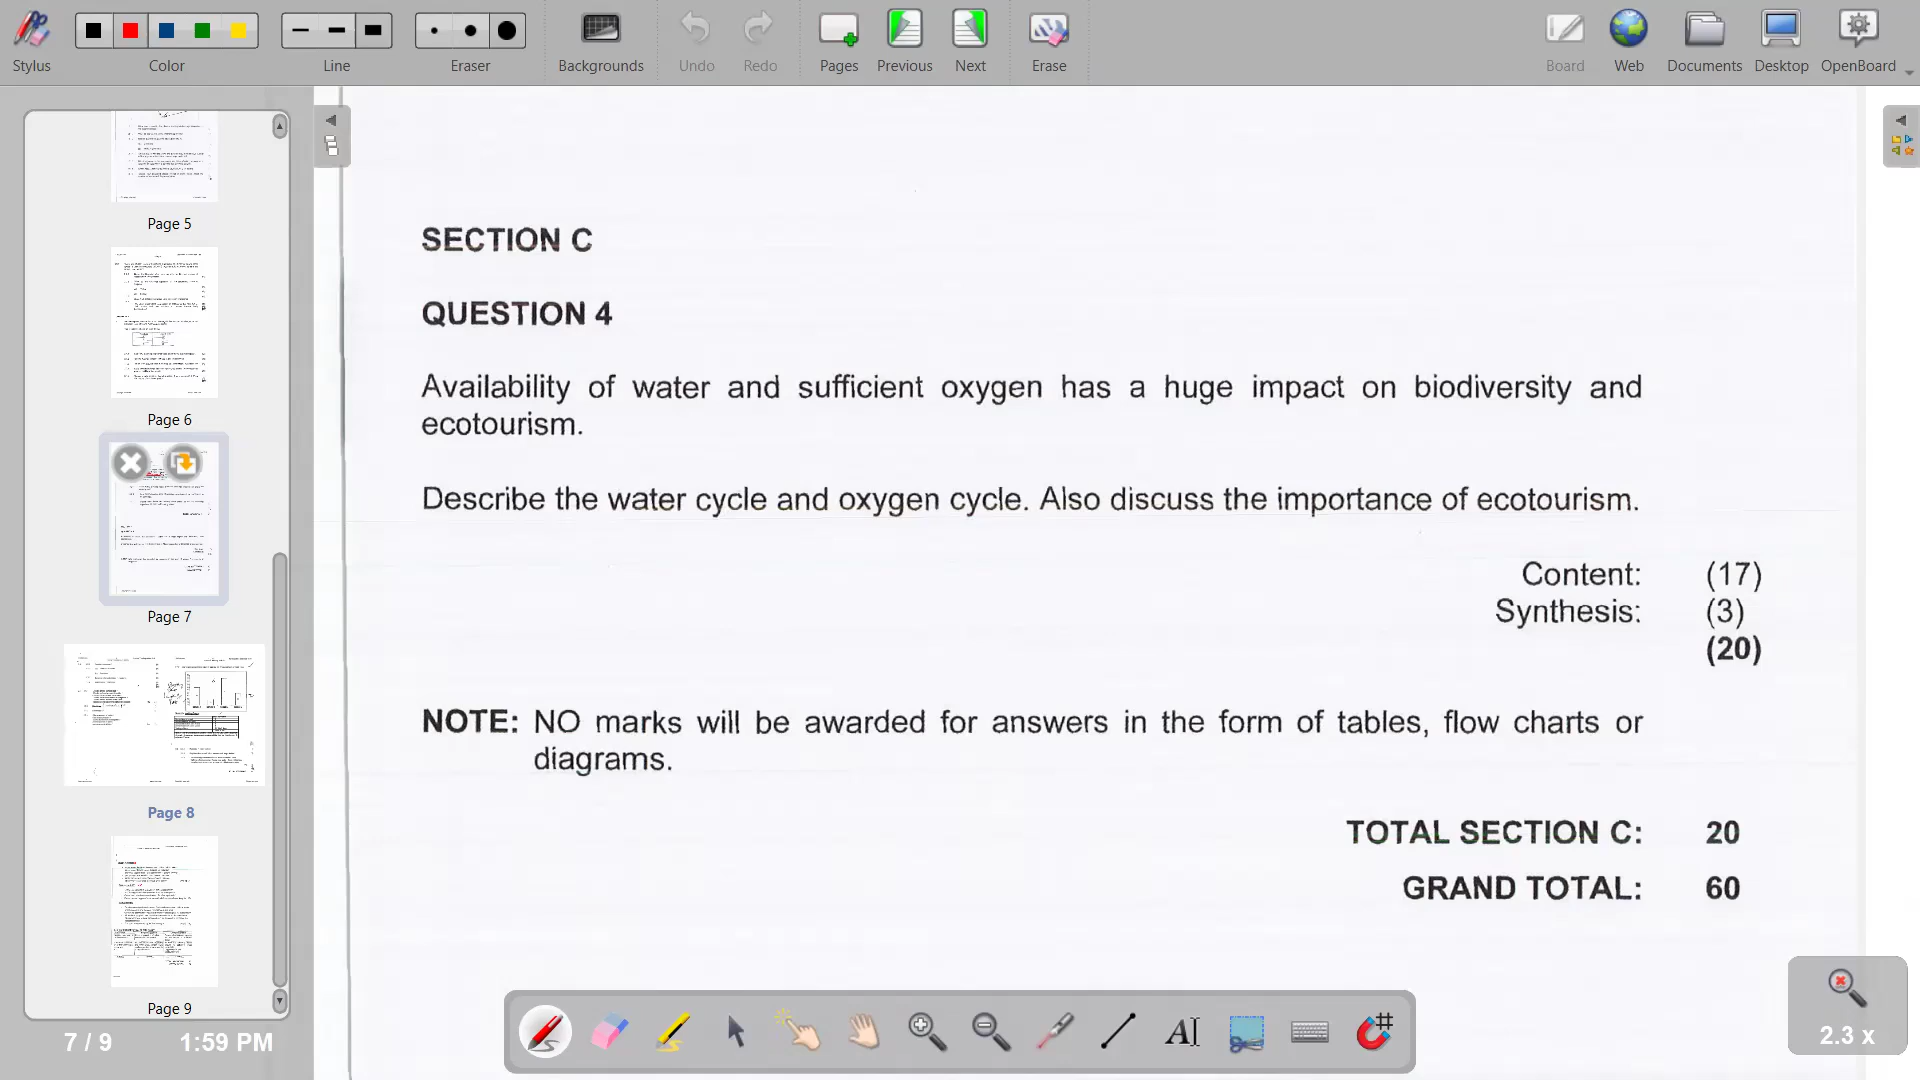 Stylus
Color
Line
Eraser
Backgrounds
Undo
Redo
Pages
Previous
Next
Erase
Board
Web
Documents
Desktop
OpenBoard
Page 5
Page 6
Page 7
Page 8
Page 9
7 / 9 1:59 PM
SECTION C
QUESTION 4
Availability of water and sufficient oxygen has a huge impact on biodiversity and
ecotourism.
Describe the water cycle and oxygen cycle. Also discuss the importance of ecotourism.
Content: (17)
Synthesis: (3)
(20)
NOTE: NO marks will be awarded for answers in the form of tables, flow charts or
diagrams.
TOTAL SECTION C: 20
GRAND TOTAL: 60
2.3 x